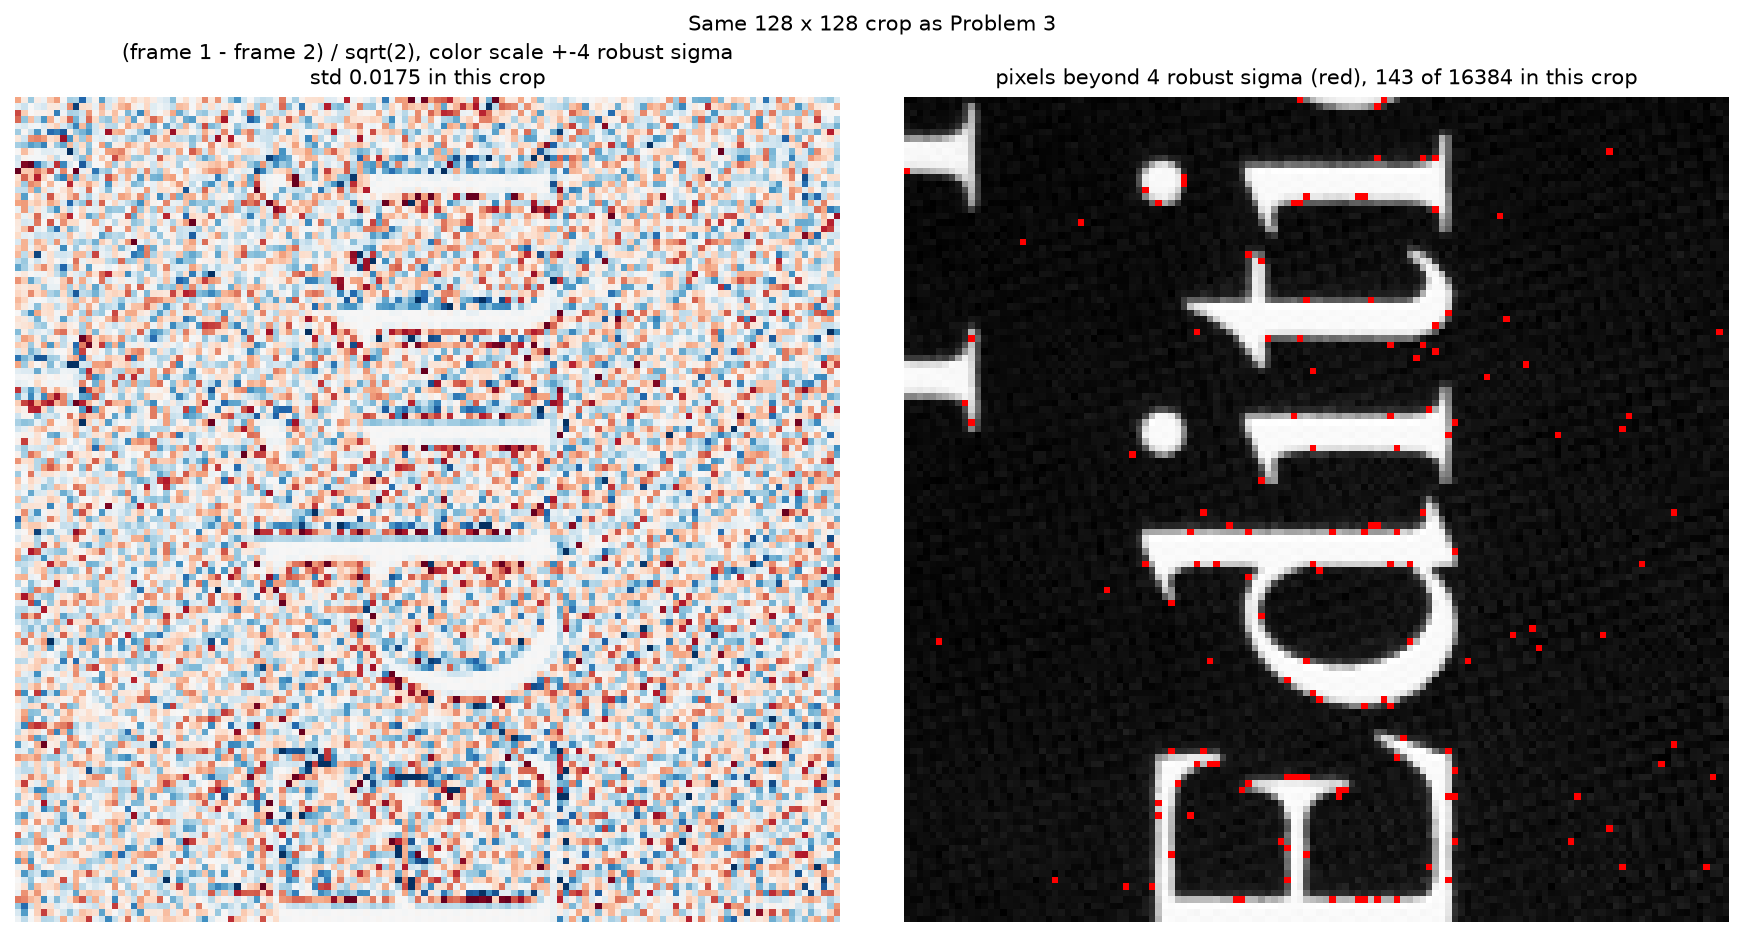 Same 128 x 128 crop as Problem 3
(frame 1 - frame 2) / sqrt(2), color scale +-4 robust sigma
std 0.0175 in this crop
pixels beyond 4 robust sigma (red), 143 of 16384 in this crop
Editi